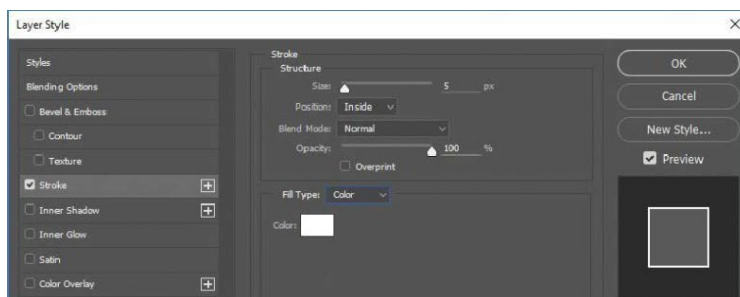 Layer Style
Styles
Blending Options
Bevel & Emboss
Contour
Texture
Stroke
Inner Shadow
Inner Glow
Satin
Color Overlay
Stroke
Structure
Size: 5 px
Position: Inside
Blend Mode: Normal
Opacity: 100 %
Overprint
Fill Type: Color
Color:
OK
Cancel
New Style...
Preview